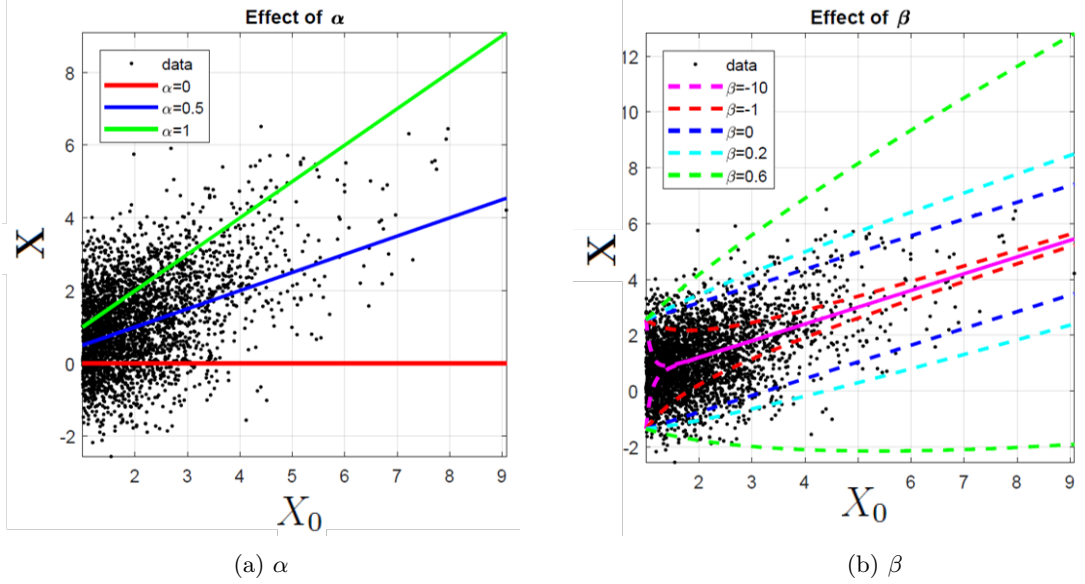 Effect of α
data
α=0
α=0.5
α=1
8
6
4
2
0
-2
2 3 4 5 6 7 8 9
X
X₀
(a) α
Effect of β
data
β=-10
β=-1
β=0
β=0.2
β=0.6
12
10
8
6
4
2
0
-2
2 3 4 5 6 7 8 9
X
X₀
(b) β